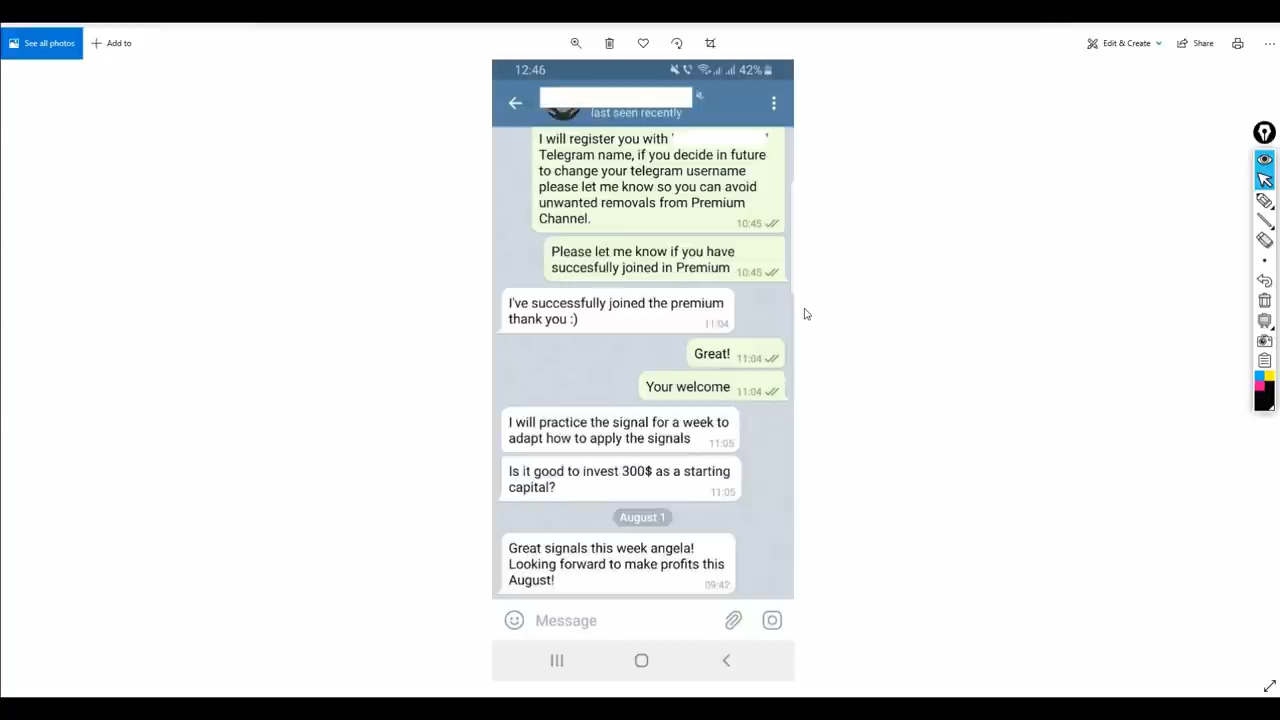 See all photos
Add to
Edit & Create
Share
12:46
42%
last seen recently
I will register you with '
Telegram name, if you decide in future
to change your telegram username
please let me know so you can avoid
unwanted removals from Premium
Channel.
10:45
Please let me know if you have
succesfully joined in Premium
10:45
I've successfully joined the premium
thank you :)
11:04
Great!
11:04
Your welcome
11:04
I will practice the signal for a week to
adapt how to apply the signals
11:05
Is it good to invest 300$ as a starting
capital?
11:05
August 1
Great signals this week angela!
Looking forward to make profits this
August!
09:42
Message